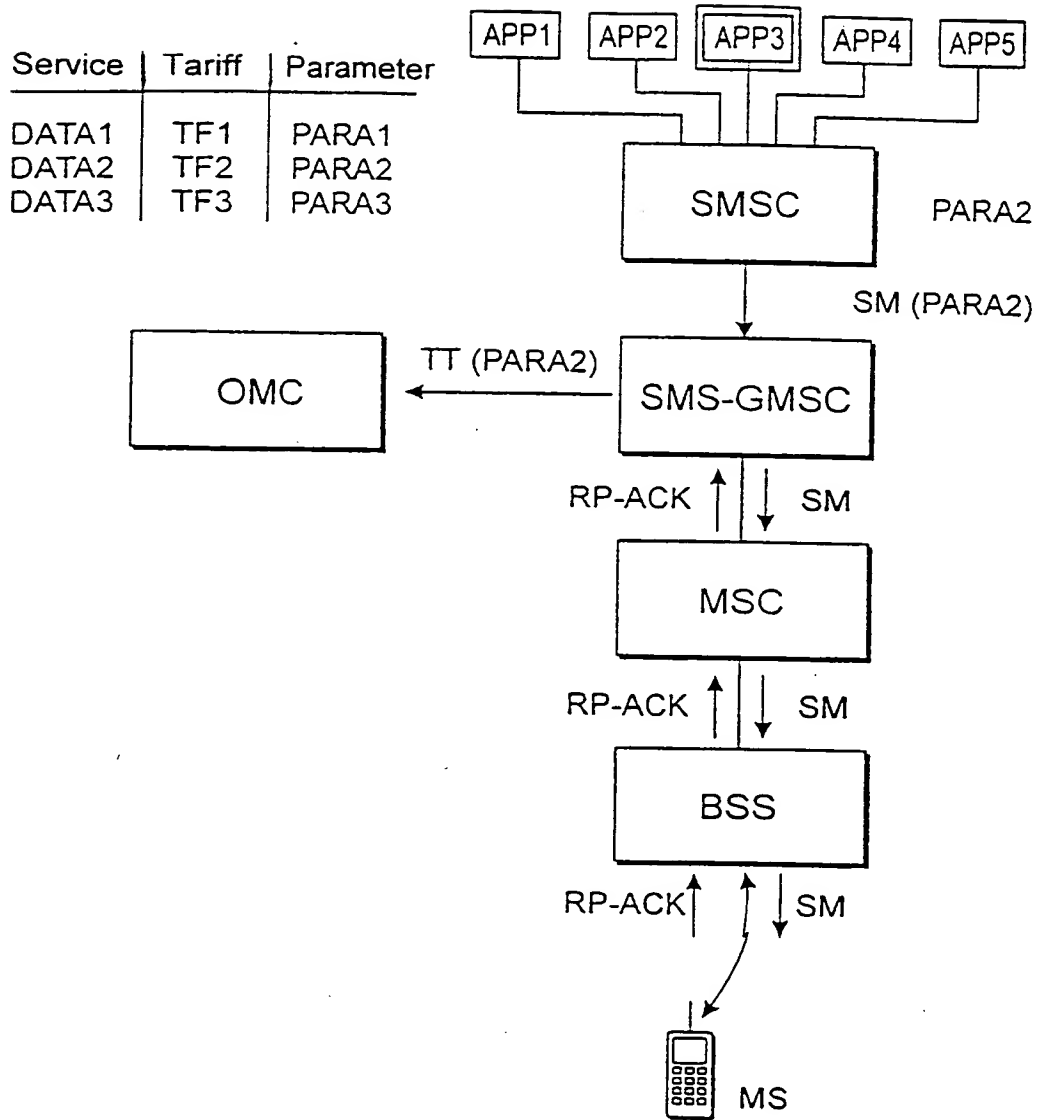 APP1 APP2 APP3 APP4 APP5
Service Tariff Parameter
DATA1 TF1 PARA1
DATA2 TF2 PARA2
DATA3 TF3 PARA3
SMSC
PARA2
SM (PARA2)
OMC
TT (PARA2)
SMS-GMSC
RP-ACK SM
MSC
RP-ACK SM
BSS
RP-ACK SM
MS